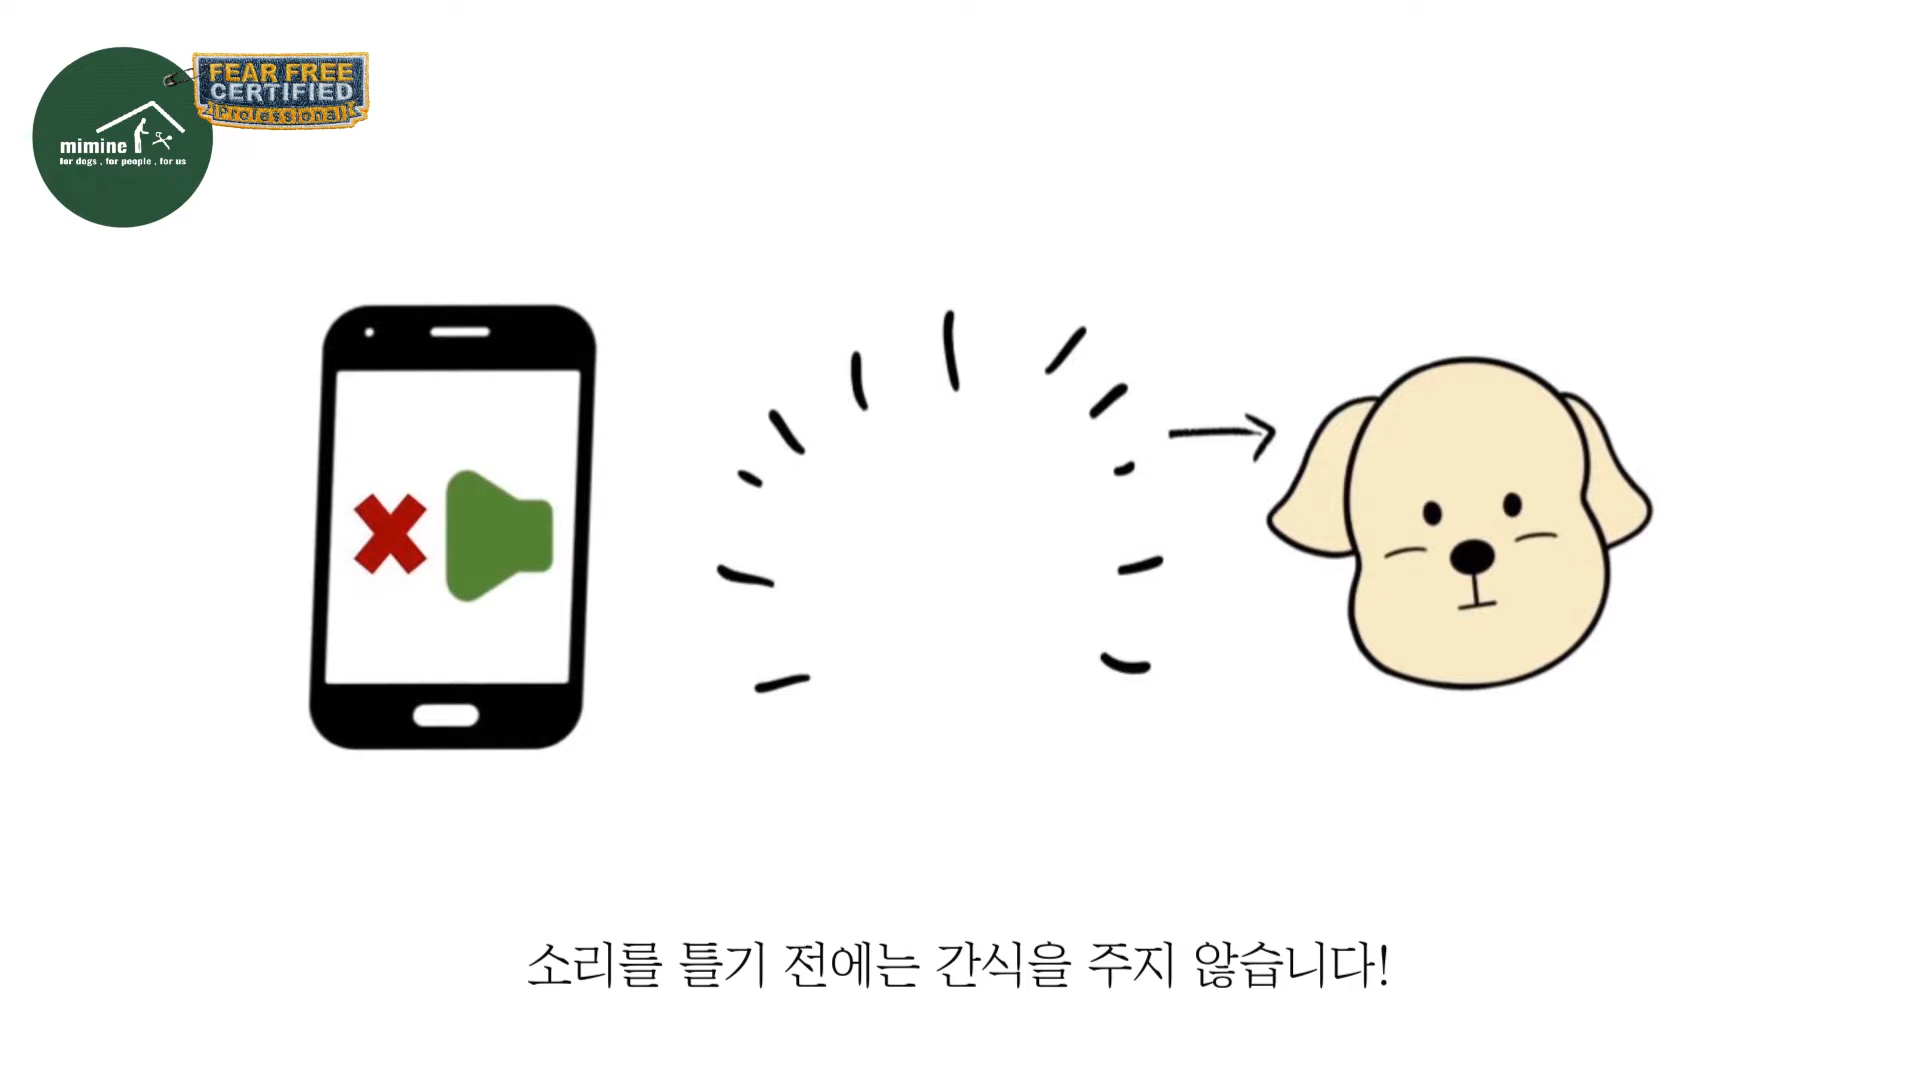 FEAR FREE
CERTIFIED
Professional
mimine
for dogs , for people , for us
소리를 틀기 전에는 간식을 주지 않습니다!